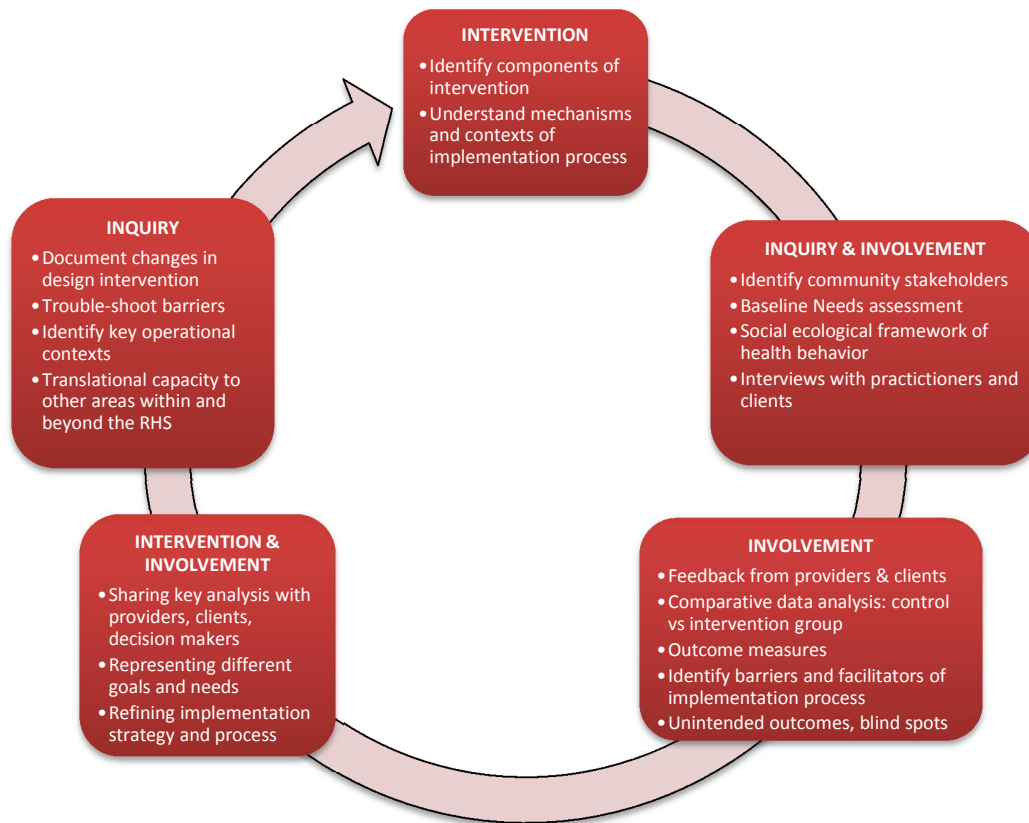 INTERVENTION
•Identify components of
intervention
•Understand mechanisms
and contexts of
implementation process
INQUIRY & INVOLVEMENT
•Identify community stakeholders
•Baseline Needs assessment
•Social ecological framework of
health behavior
•Interviews with practictioners and
clients
INVOLVEMENT
•Feedback from providers & clients
•Comparative data analysis: control
vs intervention group
•Outcome measures
•Identify barriers and facilitators of
implementation process
•Unintended outcomes, blind spots
INTERVENTION &
INVOLVEMENT
•Sharing key analysis with
providers, clients,
decision makers
•Representing different
goals and needs
•Refining implementation
strategy and process
INQUIRY
•Document changes in
design intervention
•Trouble-shoot barriers
•Identify key operational
contexts
•Translational capacity to
other areas within and
beyond the RHS